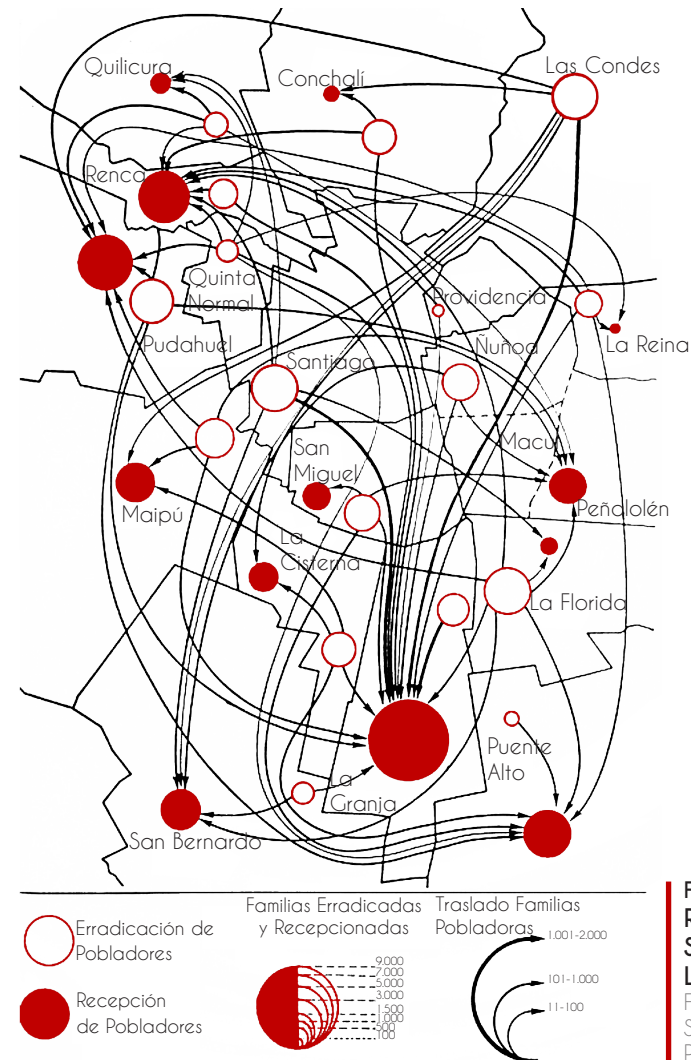 Quilicura
Conchalí
Las Condes
Renca
Quinta
Normal
Providencia
La Reina
Pudahuel
Santiago
Ñuñoa
San
Miguel
Macul
Peñalolén
Maipú
La
Cisterna
La Florida
Puente
Alto
La
Granja
San Bernardo
Erradicación de
Pobladores
Recepción
de Pobladores
Familias Erradicadas
y Recepcionadas
9.000
7.000
5.000
3.000
1.500
1.000
500
100
Traslado Familias
Pobladoras
1.001-2.000
101-1.000
11-100